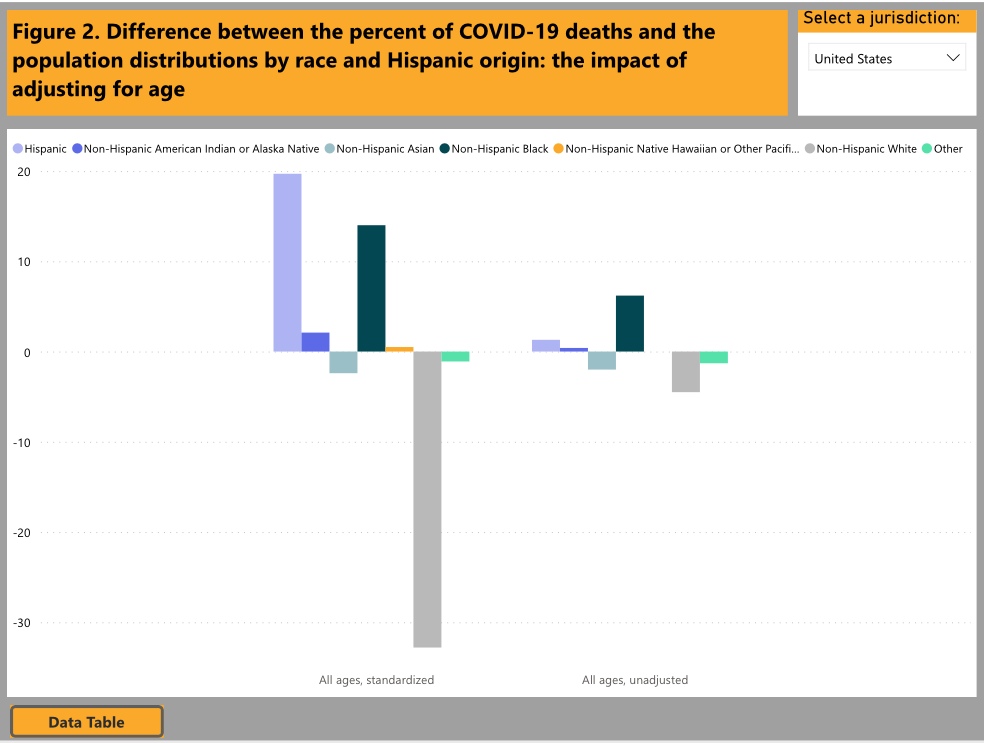 Figure 2. Difference between the percent of COVID-19 deaths and the
population distributions by race and Hispanic origin: the impact of
adjusting for age
Select a jurisdiction:
United States
Hispanic Non-Hispanic American Indian or Alaska Native Non-Hispanic Asian Non-Hispanic Black Non-Hispanic Native Hawaiian or Other Pacifi... Non-Hispanic White Other
20
10
0
-10
-20
-30
All ages, standardized All ages, unadjusted
Data Table